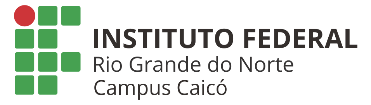 INSTITUTO FEDERAL
Rio Grande do Norte
Campus Caicó